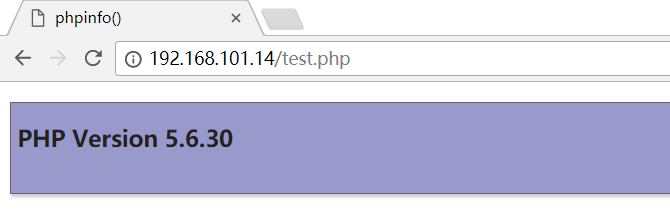 phpinfo()
192.168.101.14/test.php
PHP Version 5.6.30